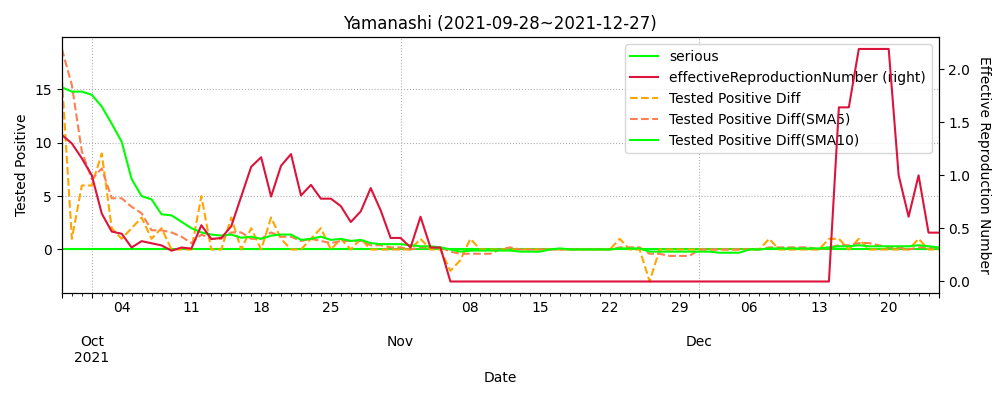 Yamanashi (2021-09-28~2021-12-27)
serious
effectiveReproductionNumber (right)
Tested Positive Diff
Tested Positive Diff(SMA5)
Tested Positive Diff(SMA10)
Tested Positive
15
10
5
0
Effective Reproduction Number
2.0
1.5
1.0
0.5
0.0
04 11 18 25 08 15 22 29 06 13 20
Oct Nov Dec
2021
Date